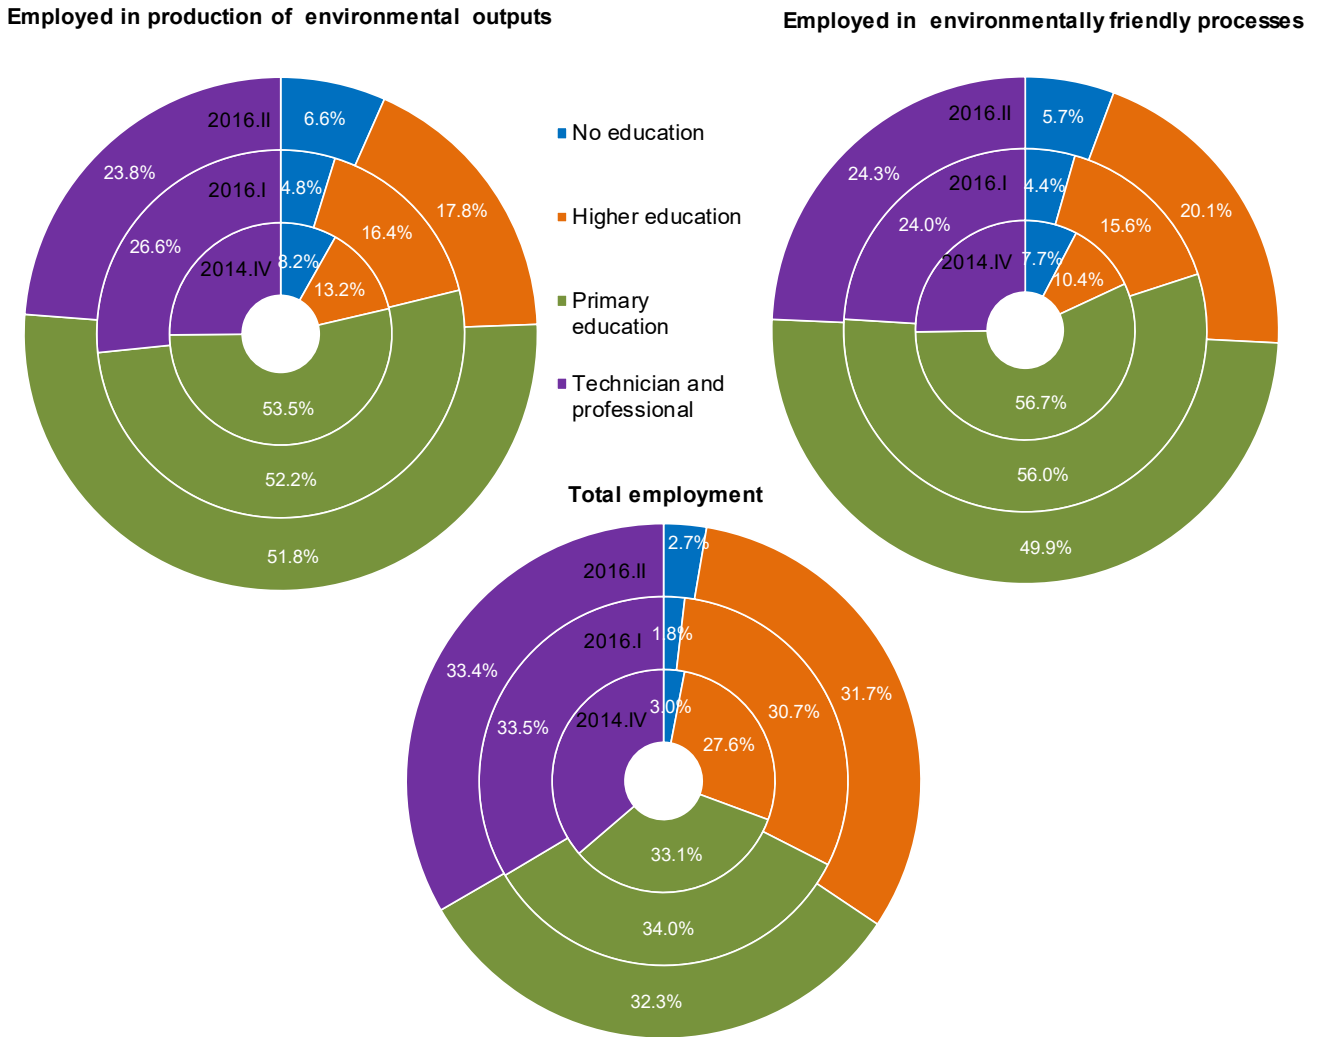 Employed in production of environmental outputs
Employed in environmentally friendly processes
2016.II
6.6%
23.8%
17.8%
2016.I
4.8%
16.4%
26.6%
2014.IV
8.2%
13.2%
53.5%
52.2%
51.8%
No education
Higher education
Primary
education
Technician and
professional
2016.II
5.7%
24.3%
20.1%
2016.I
4.4%
15.6%
24.0%
2014.IV
7.7%
10.4%
56.7%
56.0%
49.9%
Total employment
2016.II
2.7%
33.4%
31.7%
2016.I
1.8%
30.7%
33.5%
2014.IV
3.0%
27.6%
33.1%
34.0%
32.3%